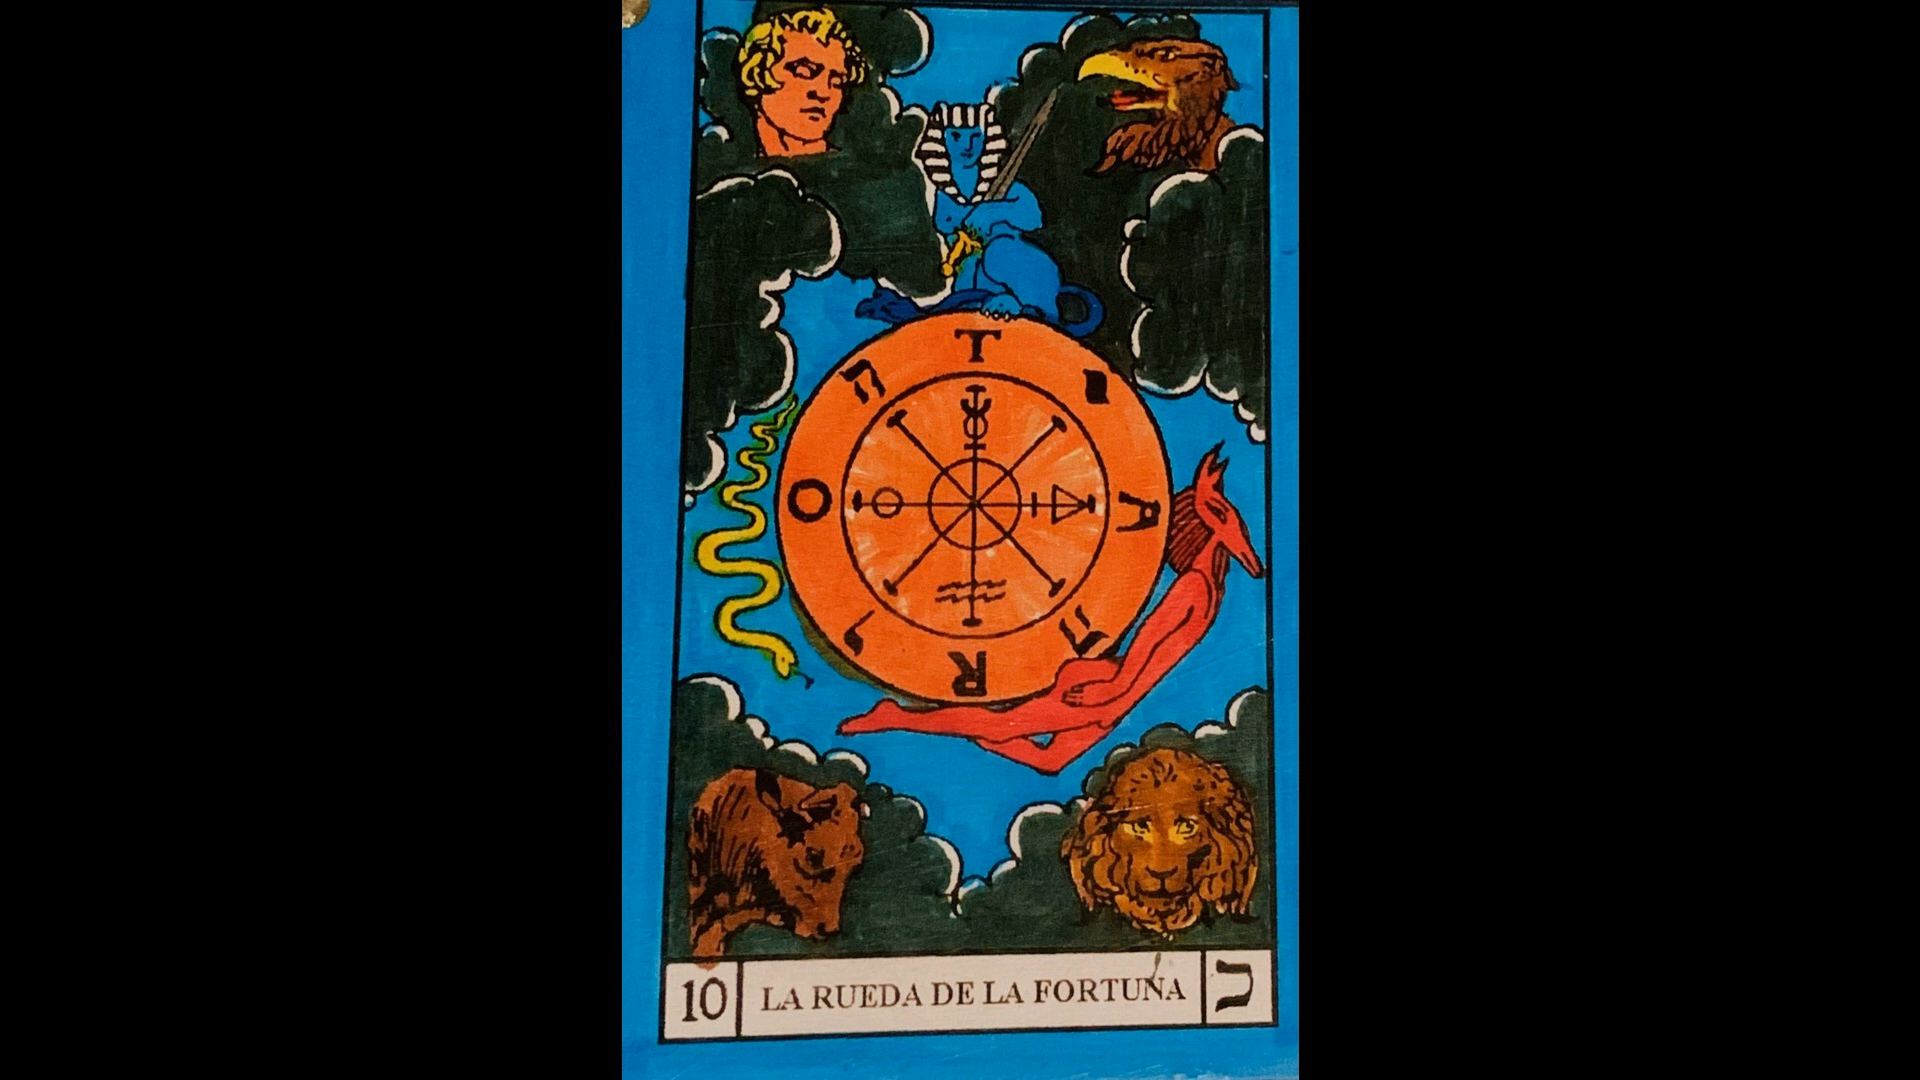 T
ה י
O A
ו ה
R
10 LA RUEDA DE LA FORTUNA כ